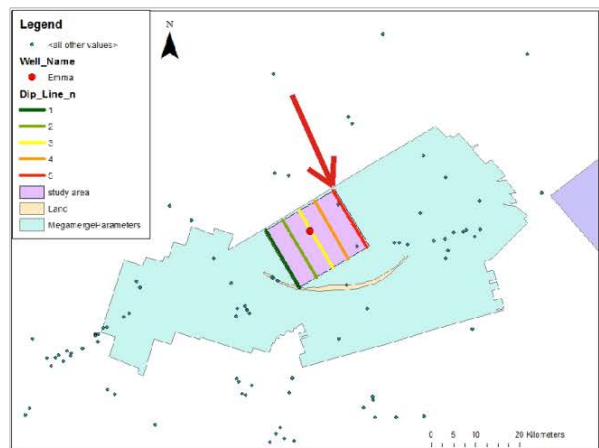 Legend
<all other values>
Well_Name
Emma
Dip_Line_n
1
2
3
4
5
study area
Land
MegamergeParameters
N
0 5 10 20 Kilometers